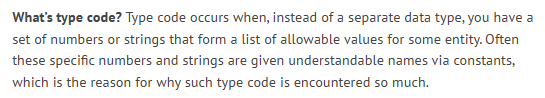 What's type code? Type code occurs when, instead of a separate data type, you have a
set of numbers or strings that form a list of allowable values for some entity. Often
these specific numbers and strings are given understandable names via constants,
which is the reason for why such type code is encountered so much.